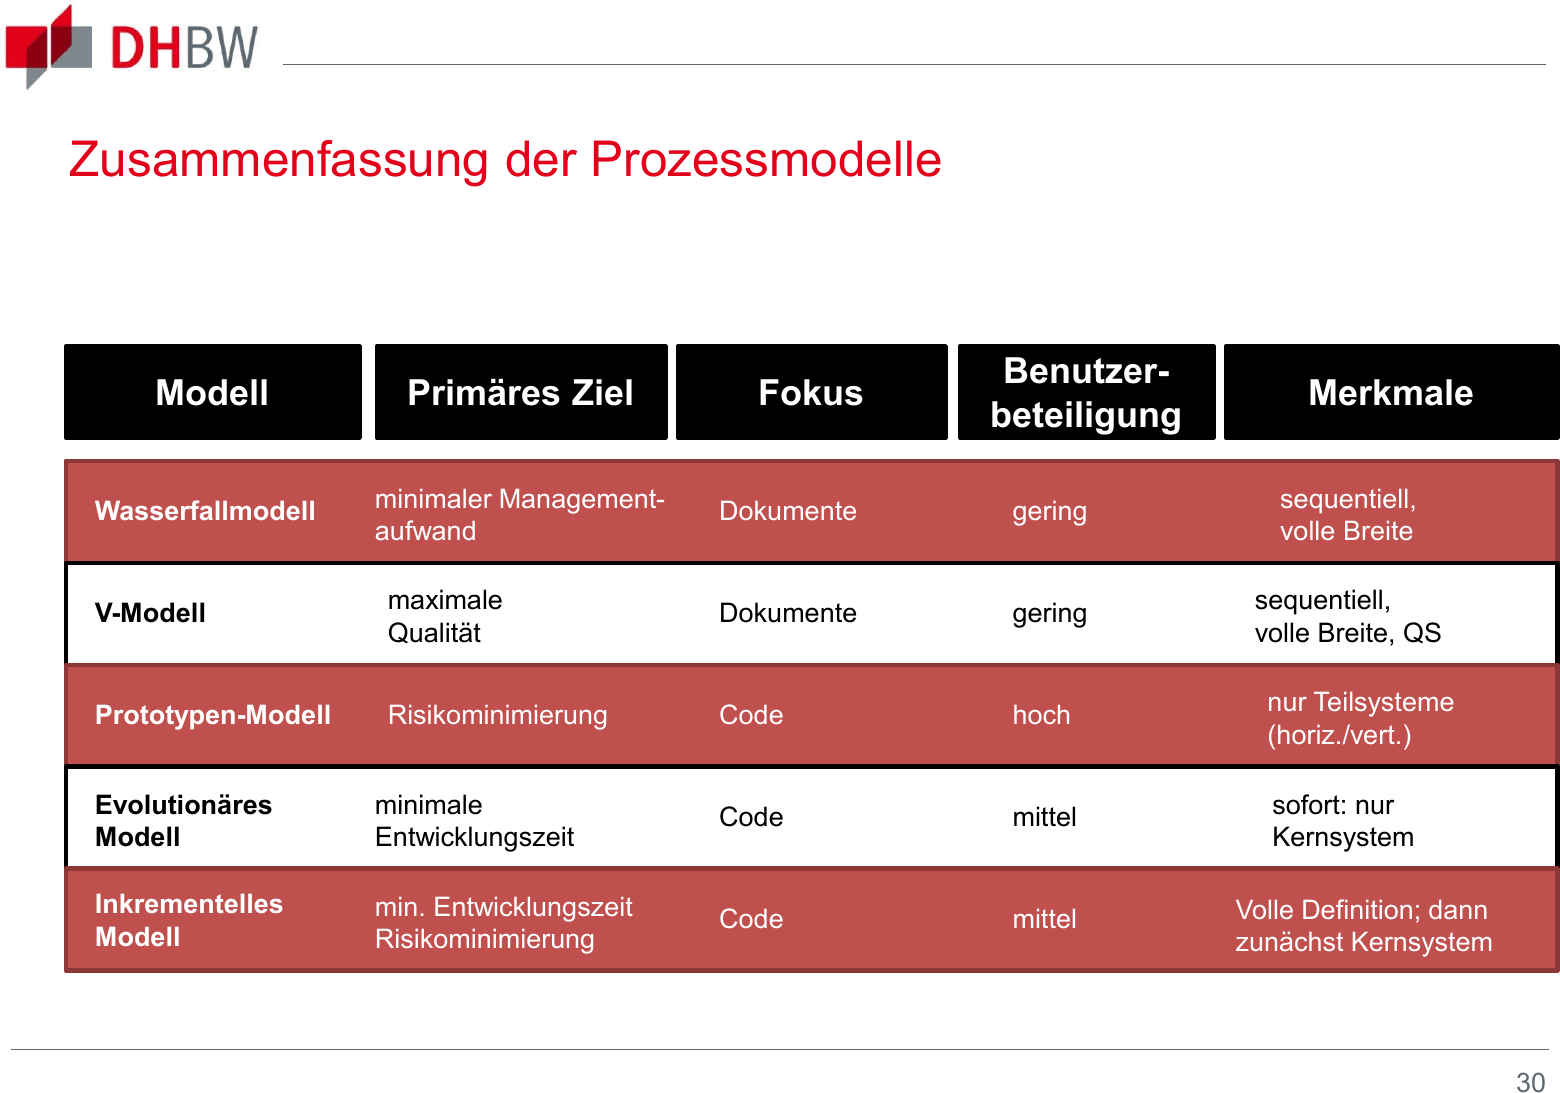 DHBW
Zusammenfassung der Prozessmodelle
Modell
Primäres Ziel
Fokus
Benutzer-
beteiligung
Merkmale
Wasserfallmodell
minimaler Management-
aufwand
Dokumente
gering
sequentiell,
volle Breite
V-Modell
maximale
Qualität
Dokumente
gering
sequentiell,
volle Breite, QS
Prototypen-Modell
Risikominimierung
Code
hoch
nur Teilsysteme
(horiz./vert.)
Evolutionäres
Modell
minimale
Entwicklungszeit
Code
mittel
sofort: nur
Kernsystem
Inkrementelles
Modell
min. Entwicklungszeit
Risikominimierung
Code
mittel
Volle Definition; dann
zunächst Kernsystem
30